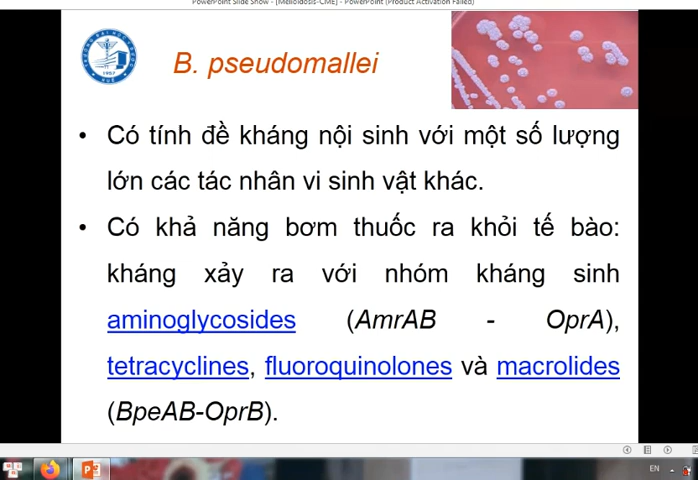 PowerPoint Slide Show - [Melioidosis-CME] - PowerPoint (Product Activation Failed)
B. pseudomallei
1957
HUẾ
• Có tính đề kháng nội sinh với một số lượng
lớn các tác nhân vi sinh vật khác.
• Có khả năng bơm thuốc ra khỏi tế bào:
kháng xảy ra với nhóm kháng sinh
aminoglycosides (AmrAB - OprA),
tetracyclines, fluoroquinolones và macrolides
(BpeAB-OprB).
EN